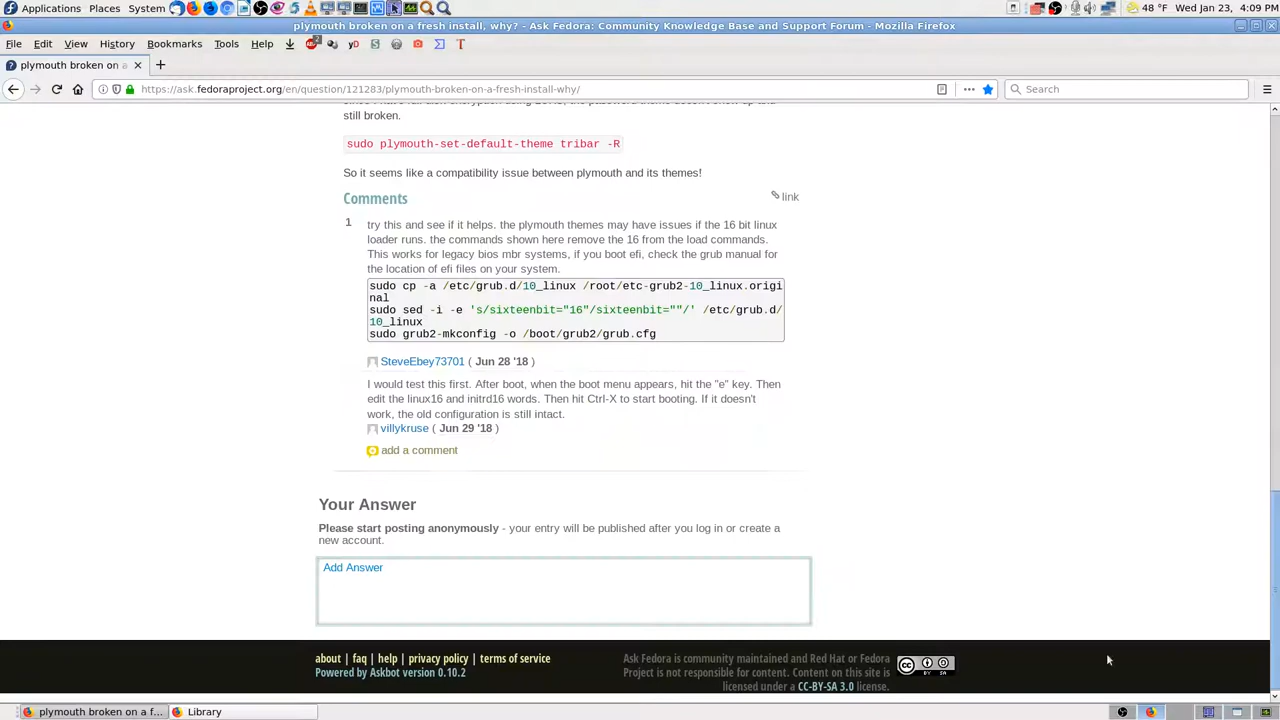 Applications Places System 48 °F Wed Jan 23, 4:09 PM
plymouth broken on a fresh install, why? - Ask Fedora: Community Knowledge Base and Support Forum - Mozilla Firefox
File Edit View History Bookmarks Tools Help
plymouth broken on a
https://ask.fedoraproject.org/en/question/121283/plymouth-broken-on-a-fresh-install-why/ Search
still broken.
sudo plymouth-set-default-theme tribar -R
So it seems like a compatibility issue between plymouth and its themes!
Comments link
1 try this and see if it helps. the plymouth themes may have issues if the 16 bit linux
loader runs. the commands shown here remove the 16 from the load commands.
This works for legacy bios mbr systems, if you boot efi, check the grub manual for
the location of efi files on your system.
sudo cp -a /etc/grub.d/10_linux /root/etc-grub2-10_linux.origi
nal
sudo sed -i -e 's/sixteenbit="16"/sixteenbit=""/' /etc/grub.d/
10_linux
sudo grub2-mkconfig -o /boot/grub2/grub.cfg
SteveEbey73701 ( Jun 28 '18 )
I would test this first. After boot, when the boot menu appears, hit the "e" key. Then
edit the linux16 and initrd16 words. Then hit Ctrl-X to start booting. If it doesn't
work, the old configuration is still intact.
villykruse ( Jun 29 '18 )
add a comment
Your Answer
Please start posting anonymously - your entry will be published after you log in or create a
new account.
Add Answer
about | faq | help | privacy policy | terms of service
Powered by Askbot version 0.10.2
Ask Fedora is community maintained and Red Hat or Fedora
Project is not responsible for content. Content on this site is
licensed under a CC-BY-SA 3.0 license.
plymouth broken on a f... Library